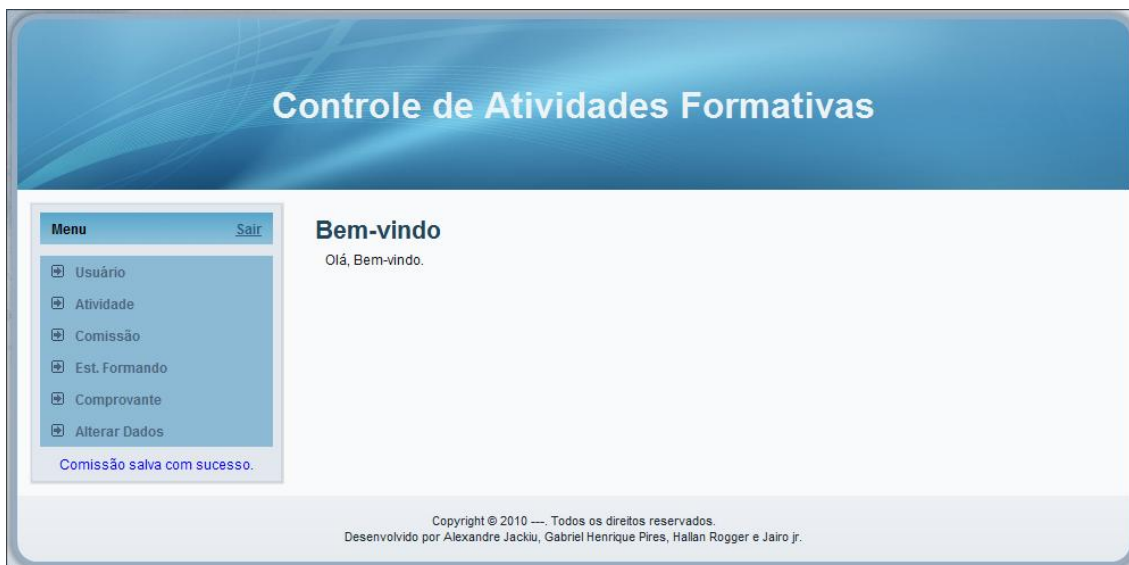 Controle de Atividades Formativas
Menu Sair
Usuário
Atividade
Comissão
Est. Formando
Comprovante
Alterar Dados
Comissão salva com sucesso.
Bem-vindo
Olá, Bem-vindo.
Copyright © 2010 ---. Todos os direitos reservados.
Desenvolvido por Alexandre Jackiu, Gabriel Henrique Pires, Hallan Rogger e Jairo jr.